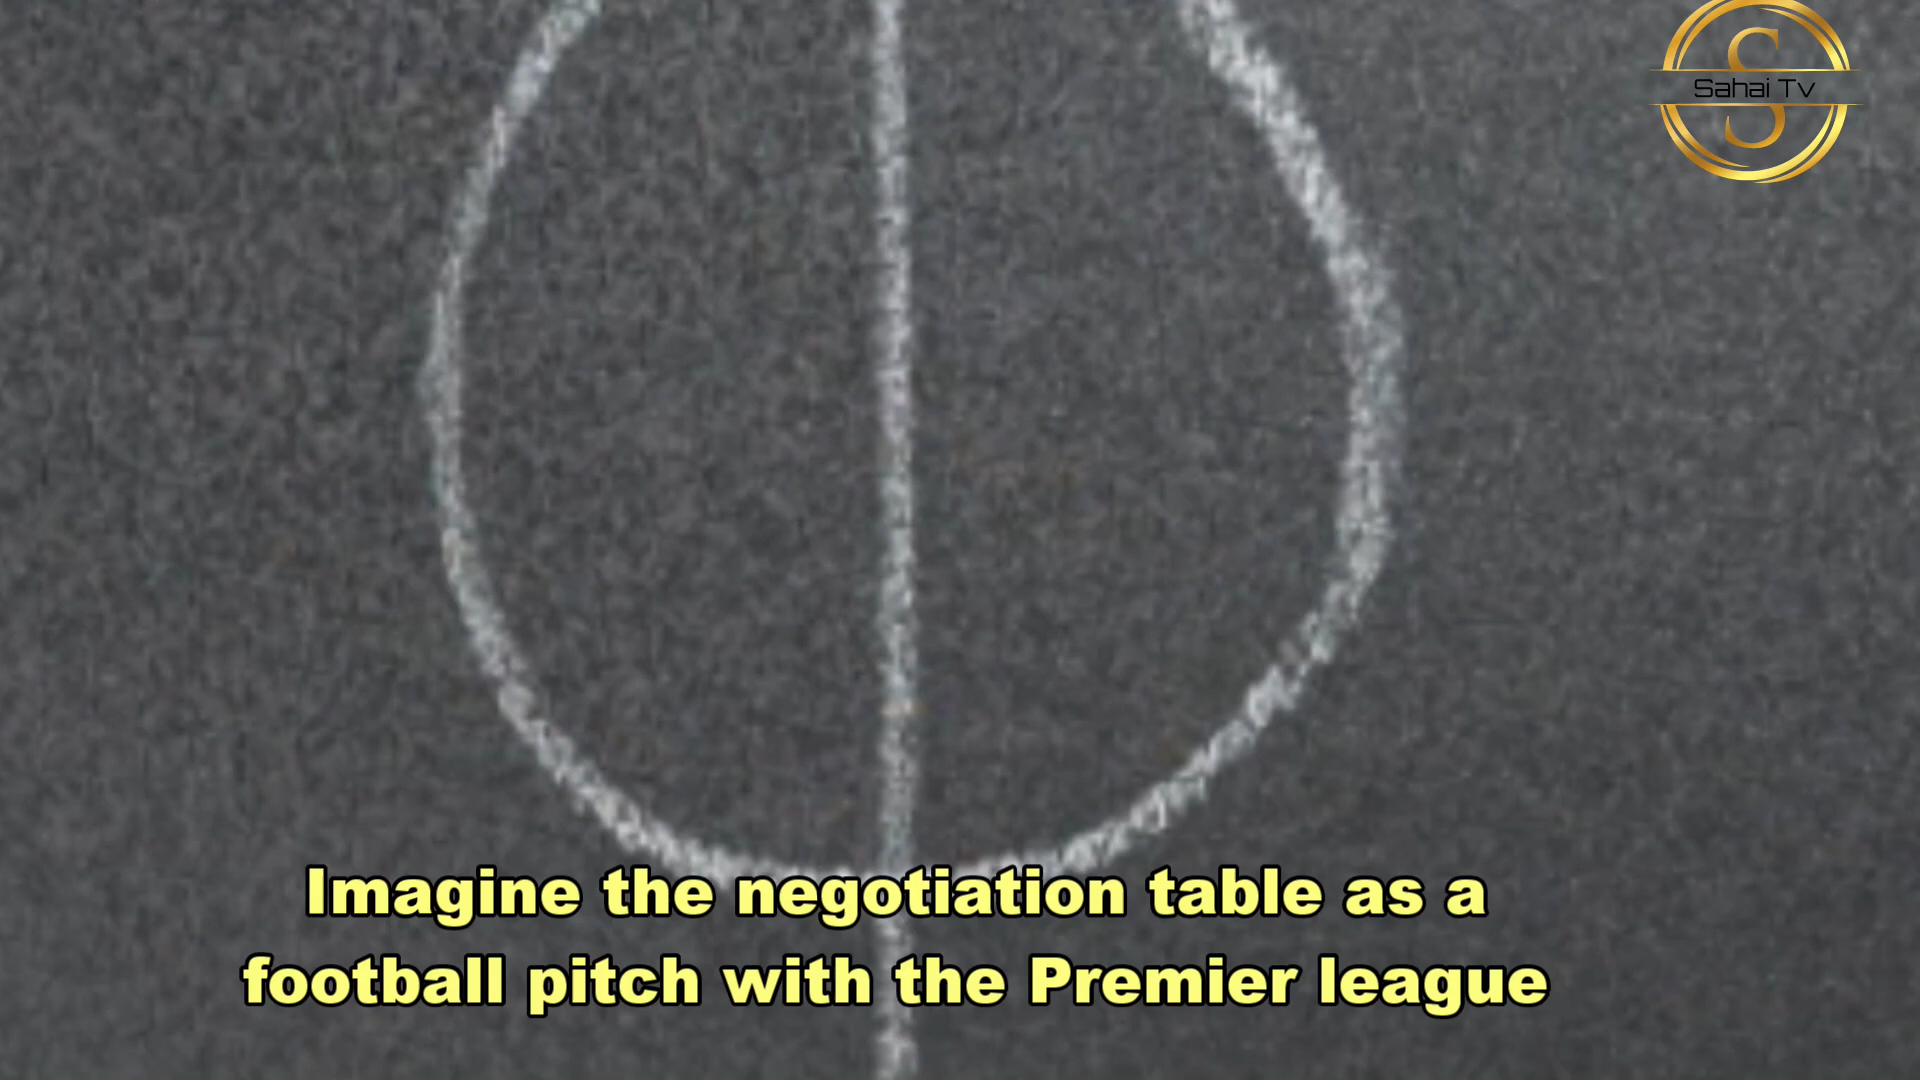 Sahai Tv
Imagine the negotiation table as a
football pitch with the Premier league